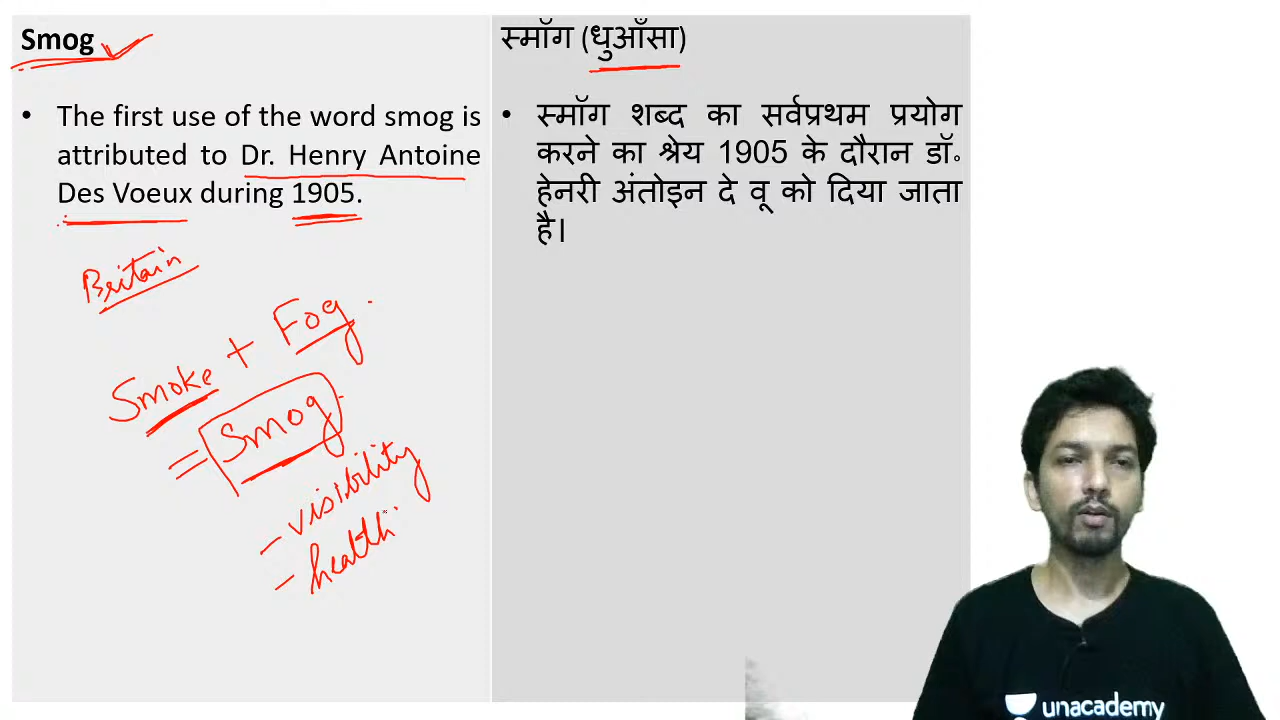 Smog
The first use of the word smog is
attributed to Dr. Henry Antoine
Des Voeux during 1905.
Britain
Smoke + Fog.
= Smog.
- visibility
- health
स्मॉग (धुआँसा)
स्मॉग शब्द का सर्वप्रथम प्रयोग
करने का श्रेय 1905 के दौरान डॉ॰
हेनरी अंतोइन दे वू को दिया जाता
है।
unacademy